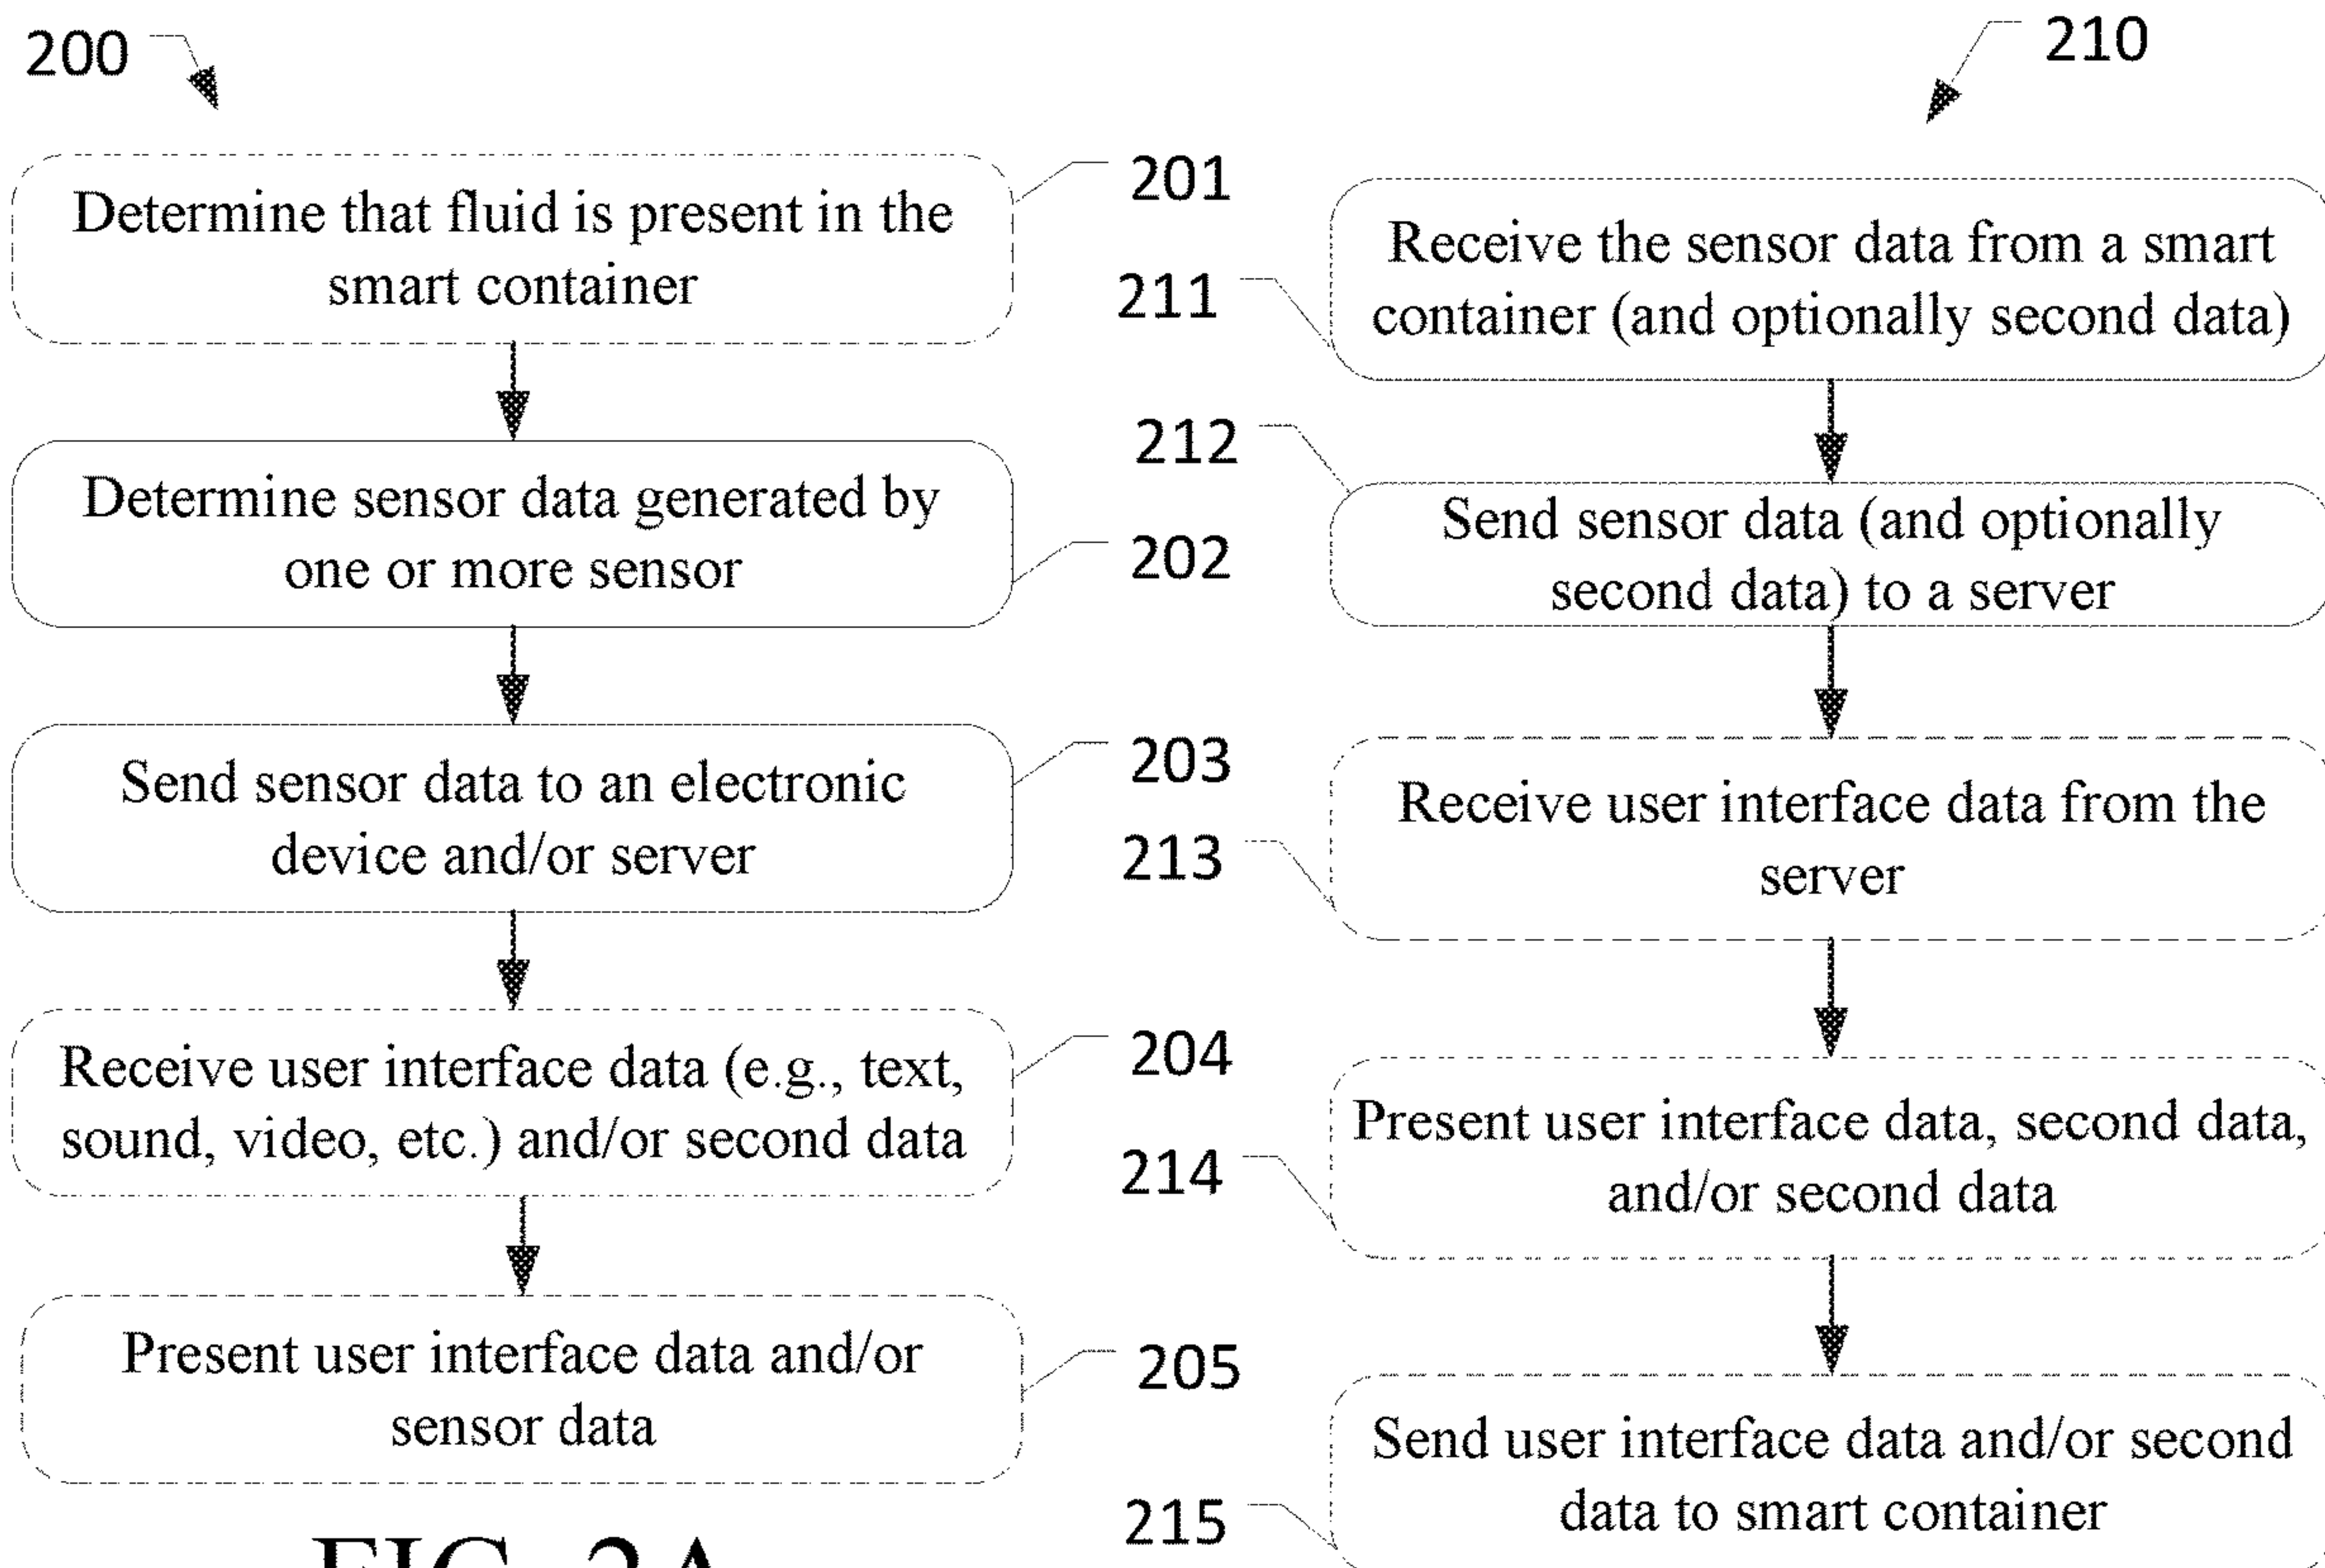 200
201
Determine that fluid is present in the
smart container
202
Determine sensor data generated by
one or more sensor
203
Send sensor data to an electronic
device and/or server
204
Receive user interface data (e.g., text,
sound, video, etc.) and/or second data
205
Present user interface data and/or
sensor data
FIG. 2A
210
211
Receive the sensor data from a smart
container (and optionally second data)
212
Send sensor data (and optionally
second data) to a server
213
Receive user interface data from the
server
214
Present user interface data, second data,
and/or second data
215
Send user interface data and/or second
data to smart container